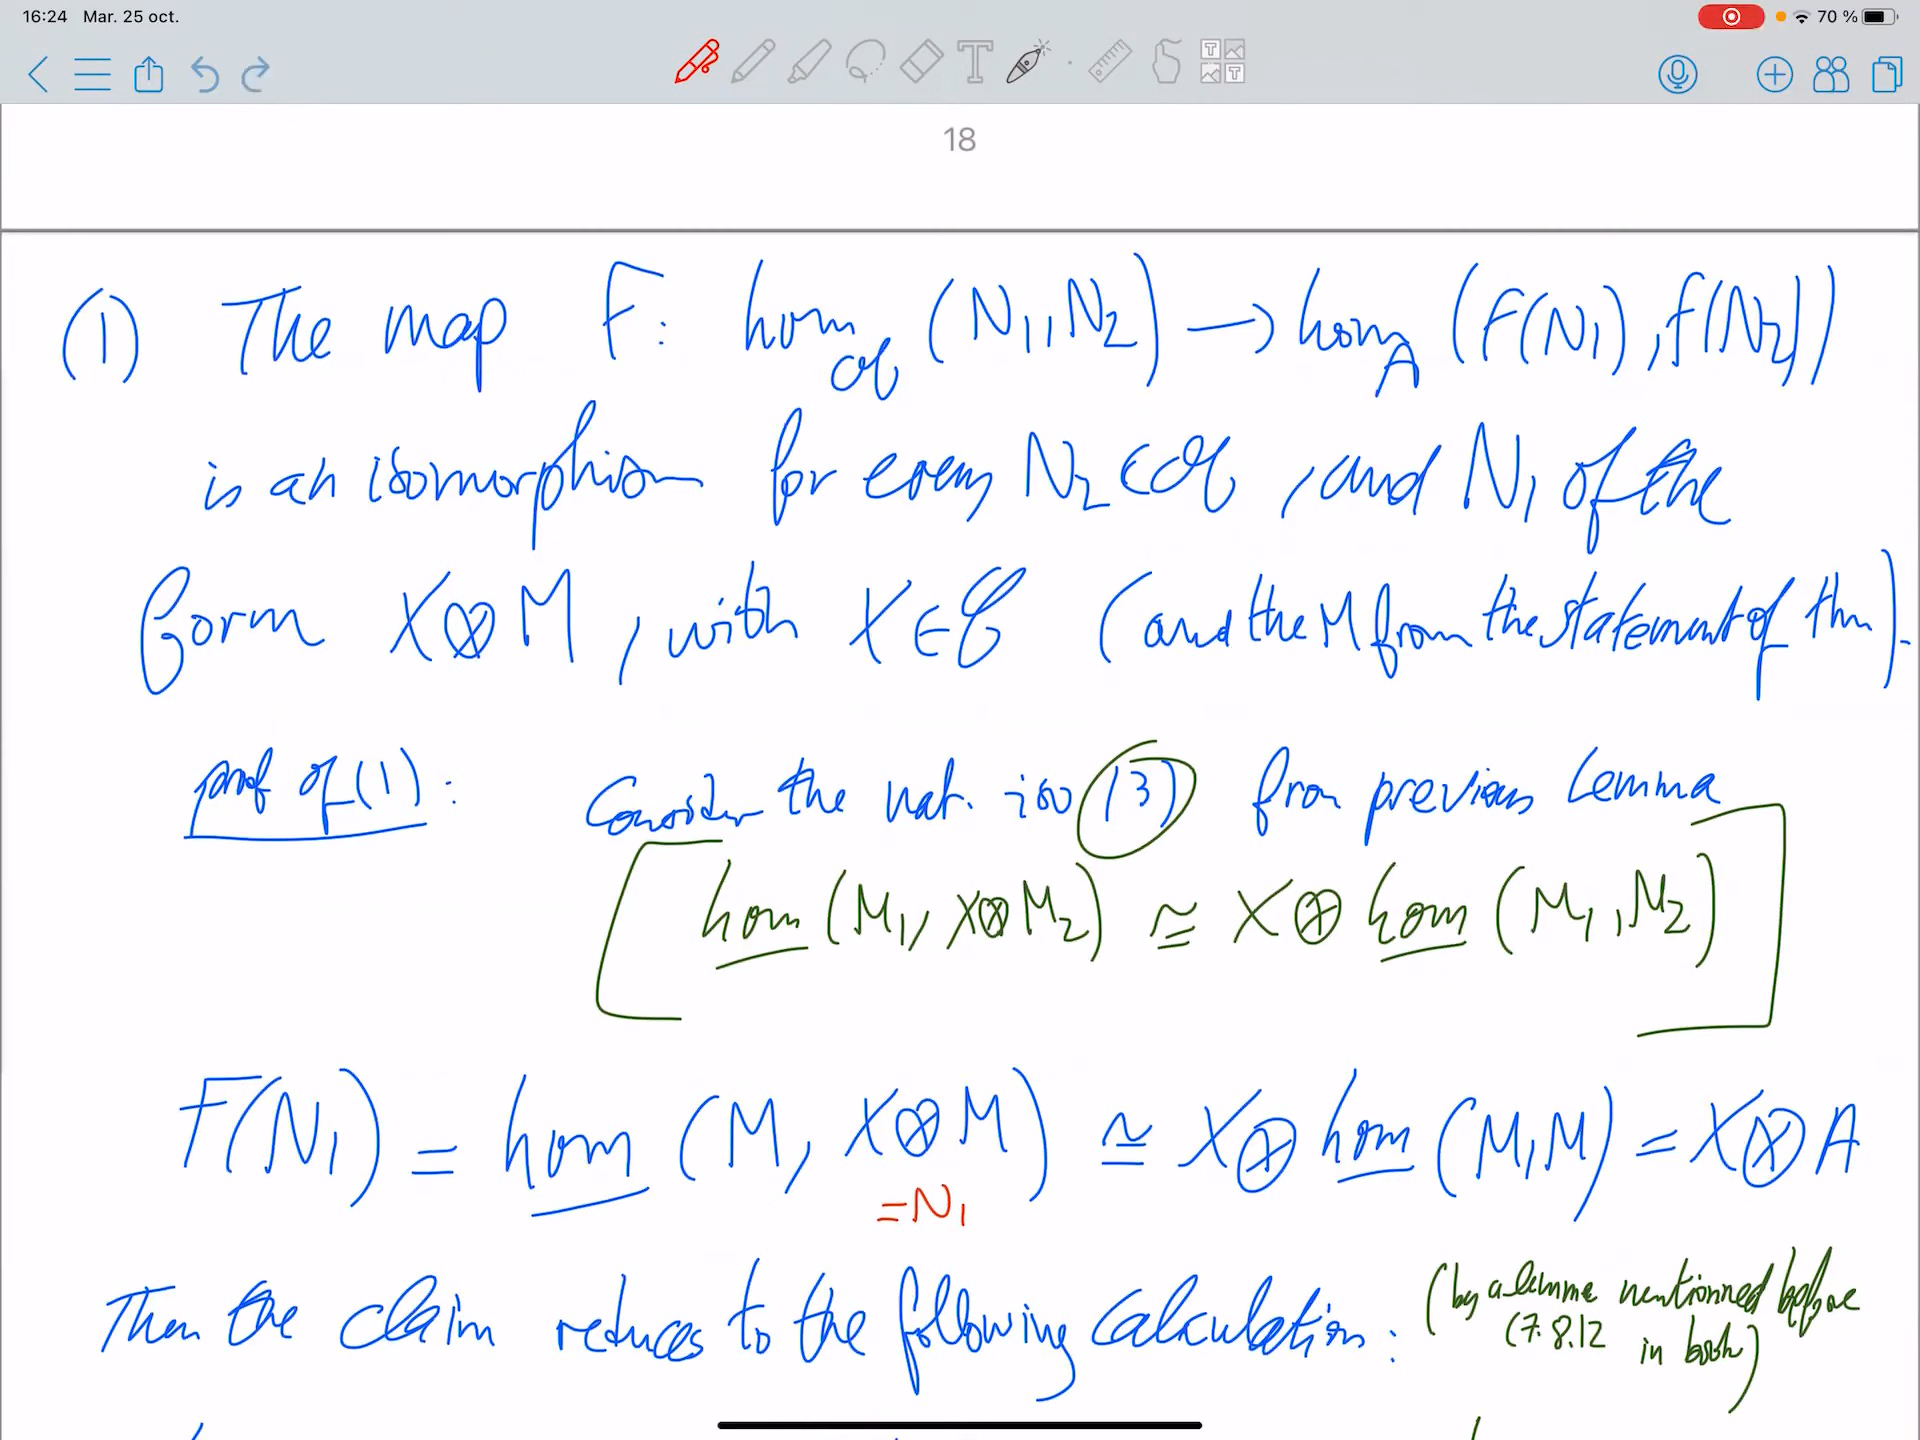 16:24 Mar. 25 oct. 70 %
18
(1) The map F: hom_𝒜 (N₁, N₂) → hom_A (F(N₁), F(N₂))
is an isomorphism for every N₂ ∈ 𝒜, and N₁ of the
form X⊗M, with X∈𝒞 (and the M from the statement of thm).
proof of (1): Consider the nat. iso (3) from previous Lemma
[hom (M₁, X⊗M₂) ≅ X⊗hom (M₁, M₂)]
F(N₁) = hom (M, X⊗M) ≅ X⊗hom (M, M) = X⊗A
=N₁
Then the claim reduces to the following calculation: (by a lemma mentionned before
(7.8.12 in book)